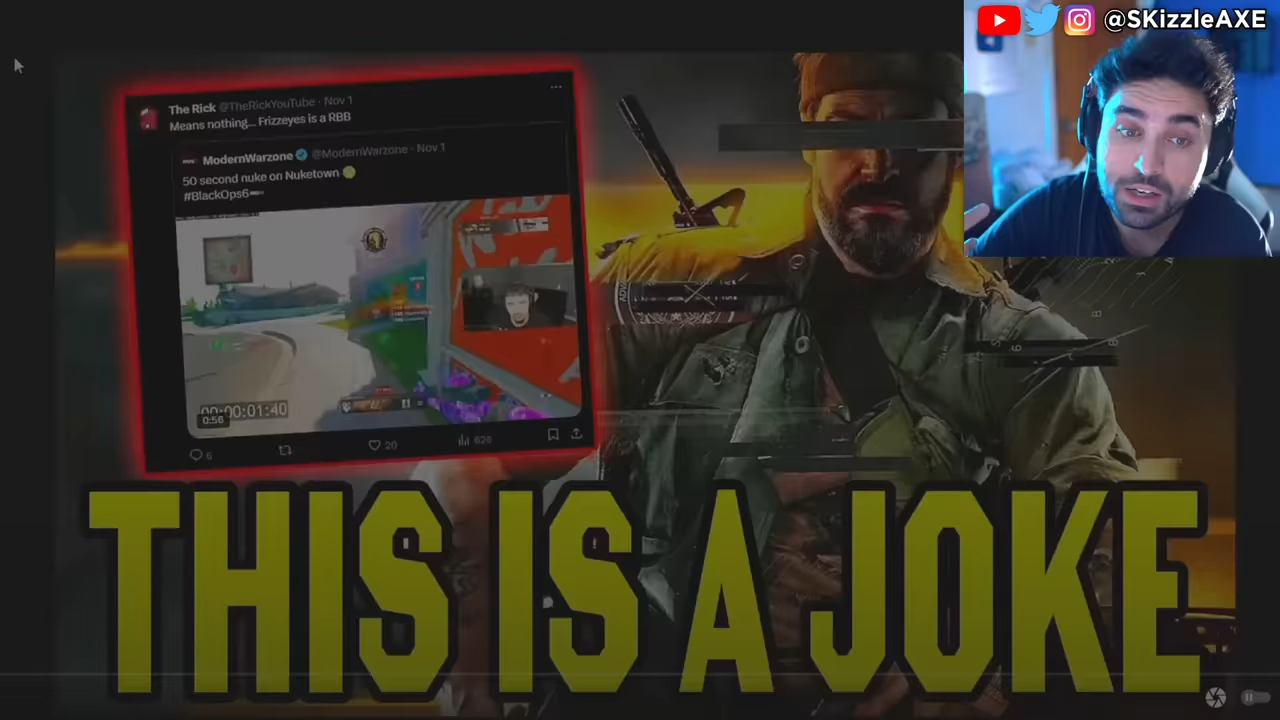 @SKizzleAXE
The Rick @TheRickYouTube · Nov 1
Means nothing... Frizzeyes is a RBB
ModernWarzone @ModernWarzone · Nov 1
50 second nuke on Nuketown
#BlackOps6
00:00:01:40
0:56
6
20
628
THIS IS A JOKE